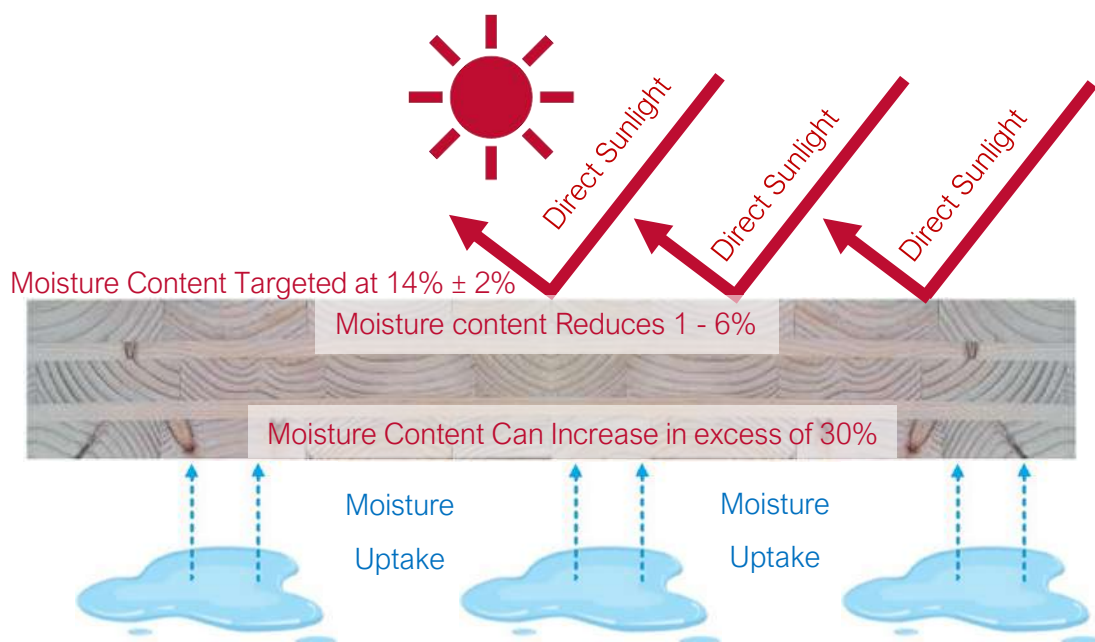 Direct Sunlight
Direct Sunlight
Direct Sunlight
Moisture Content Targeted at 14% ± 2%
Moisture content Reduces 1 - 6%
Moisture Content Can Increase in excess of 30%
Moisture
Uptake
Moisture
Uptake